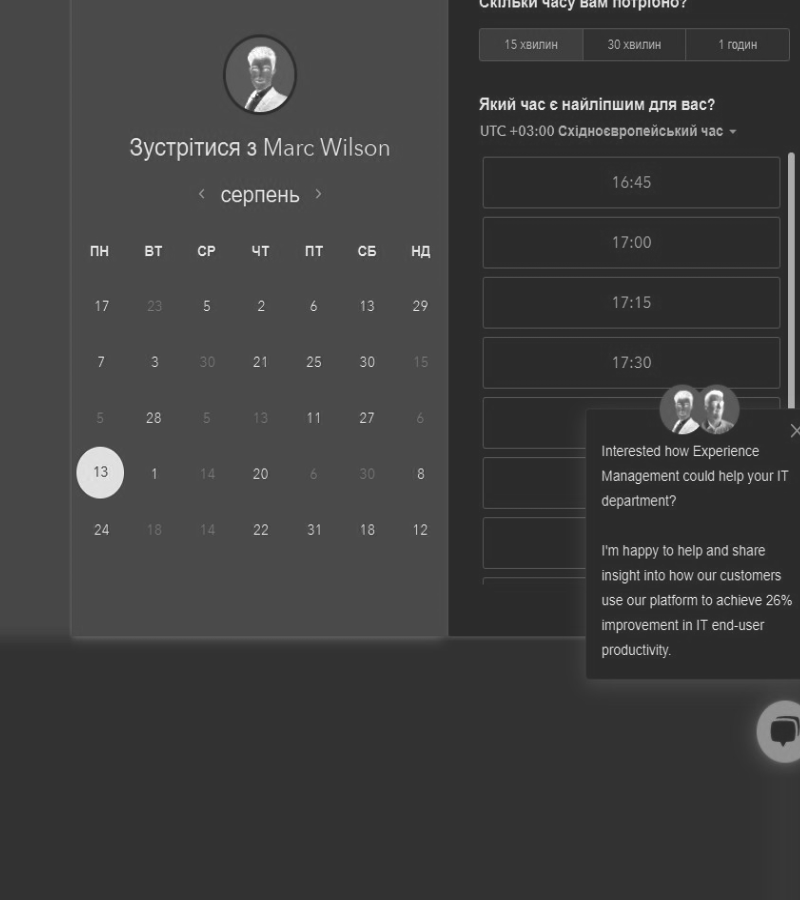 Зустрітися з Marc Wilson
серпень
ПН ВТ СР ЧТ ПТ СБ НД
17 23 5 2 6 13 29
7 3 30 21 25 30 15
5 28 5 13 11 27 6
13 1 14 20 6 30 8
24 18 14 22 31 18 12
Скільки часу вам потрібно?
15 хвилин 30 хвилин 1 годин
Який час є найліпшим для вас?
UTC +03:00 Східноєвропейський час
16:45
17:00
17:15
17:30
Interested how Experience
Management could help your IT
department?
I'm happy to help and share
insight into how our customers
use our platform to achieve 26%
improvement in IT end-user
productivity.